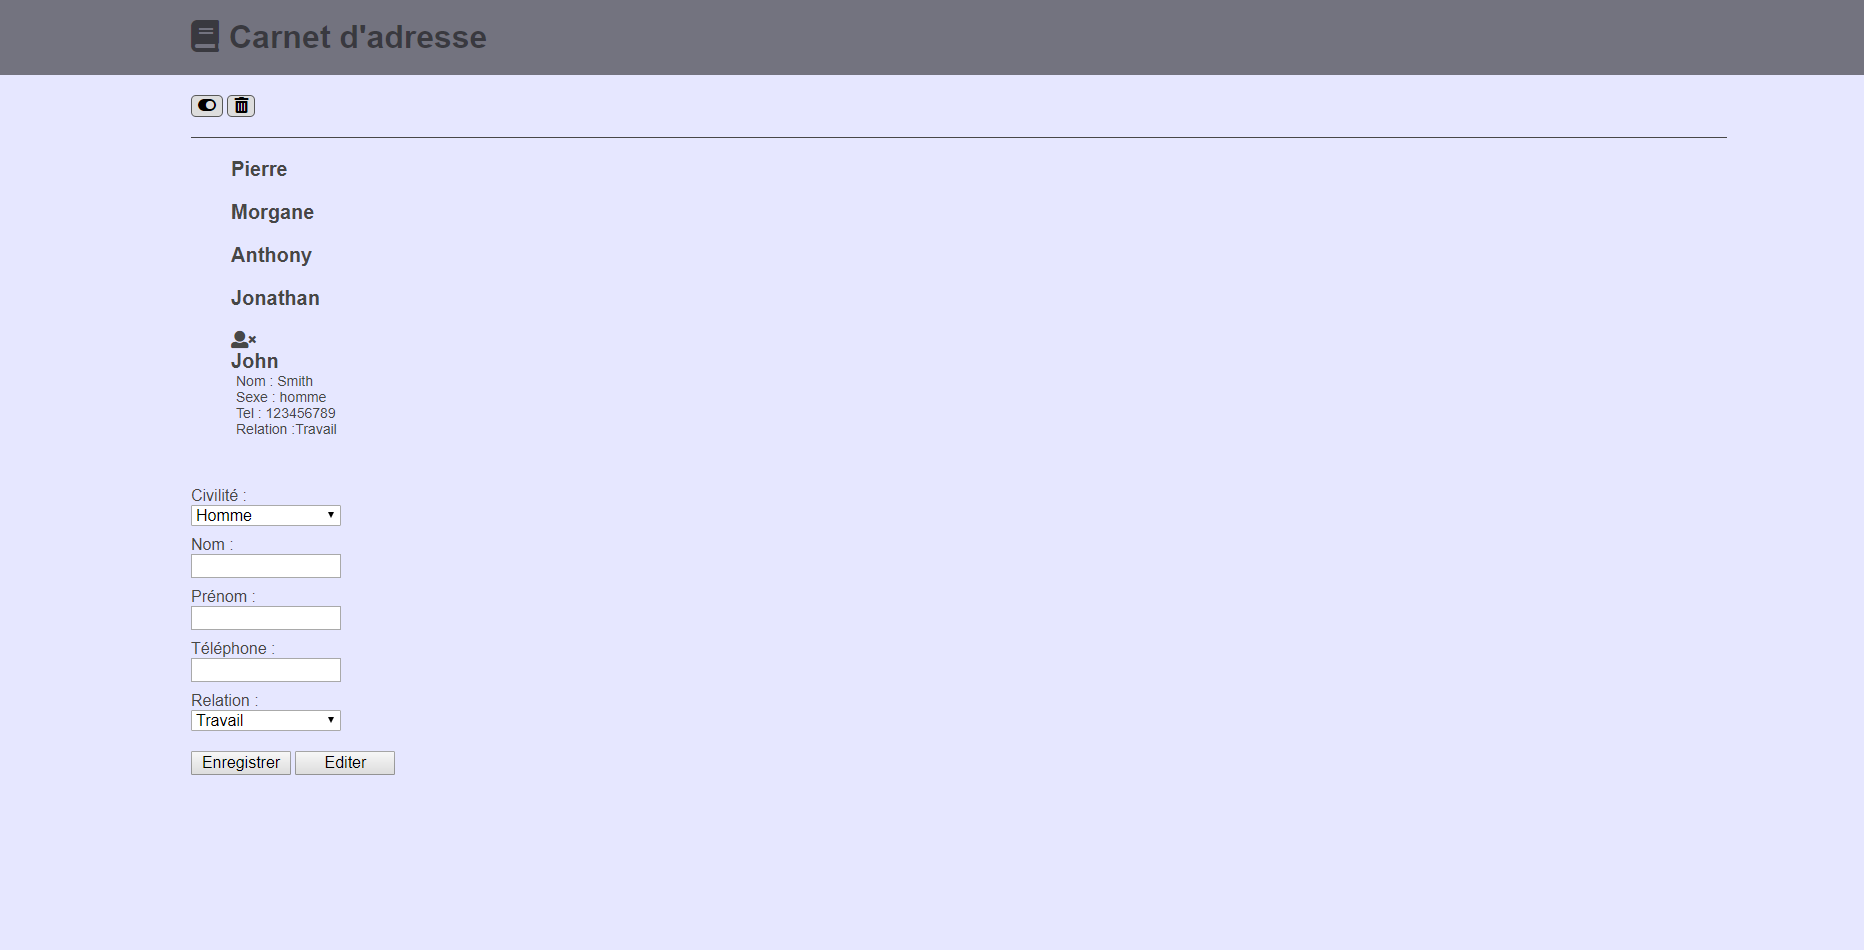 Carnet d'adresse
Pierre
Morgane
Anthony
Jonathan
John
Nom : Smith
Sexe : homme
Tel : 123456789
Relation :Travail
Civilité :
Homme
Nom :
Prénom :
Téléphone :
Relation :
Travail
Enregistrer Editer